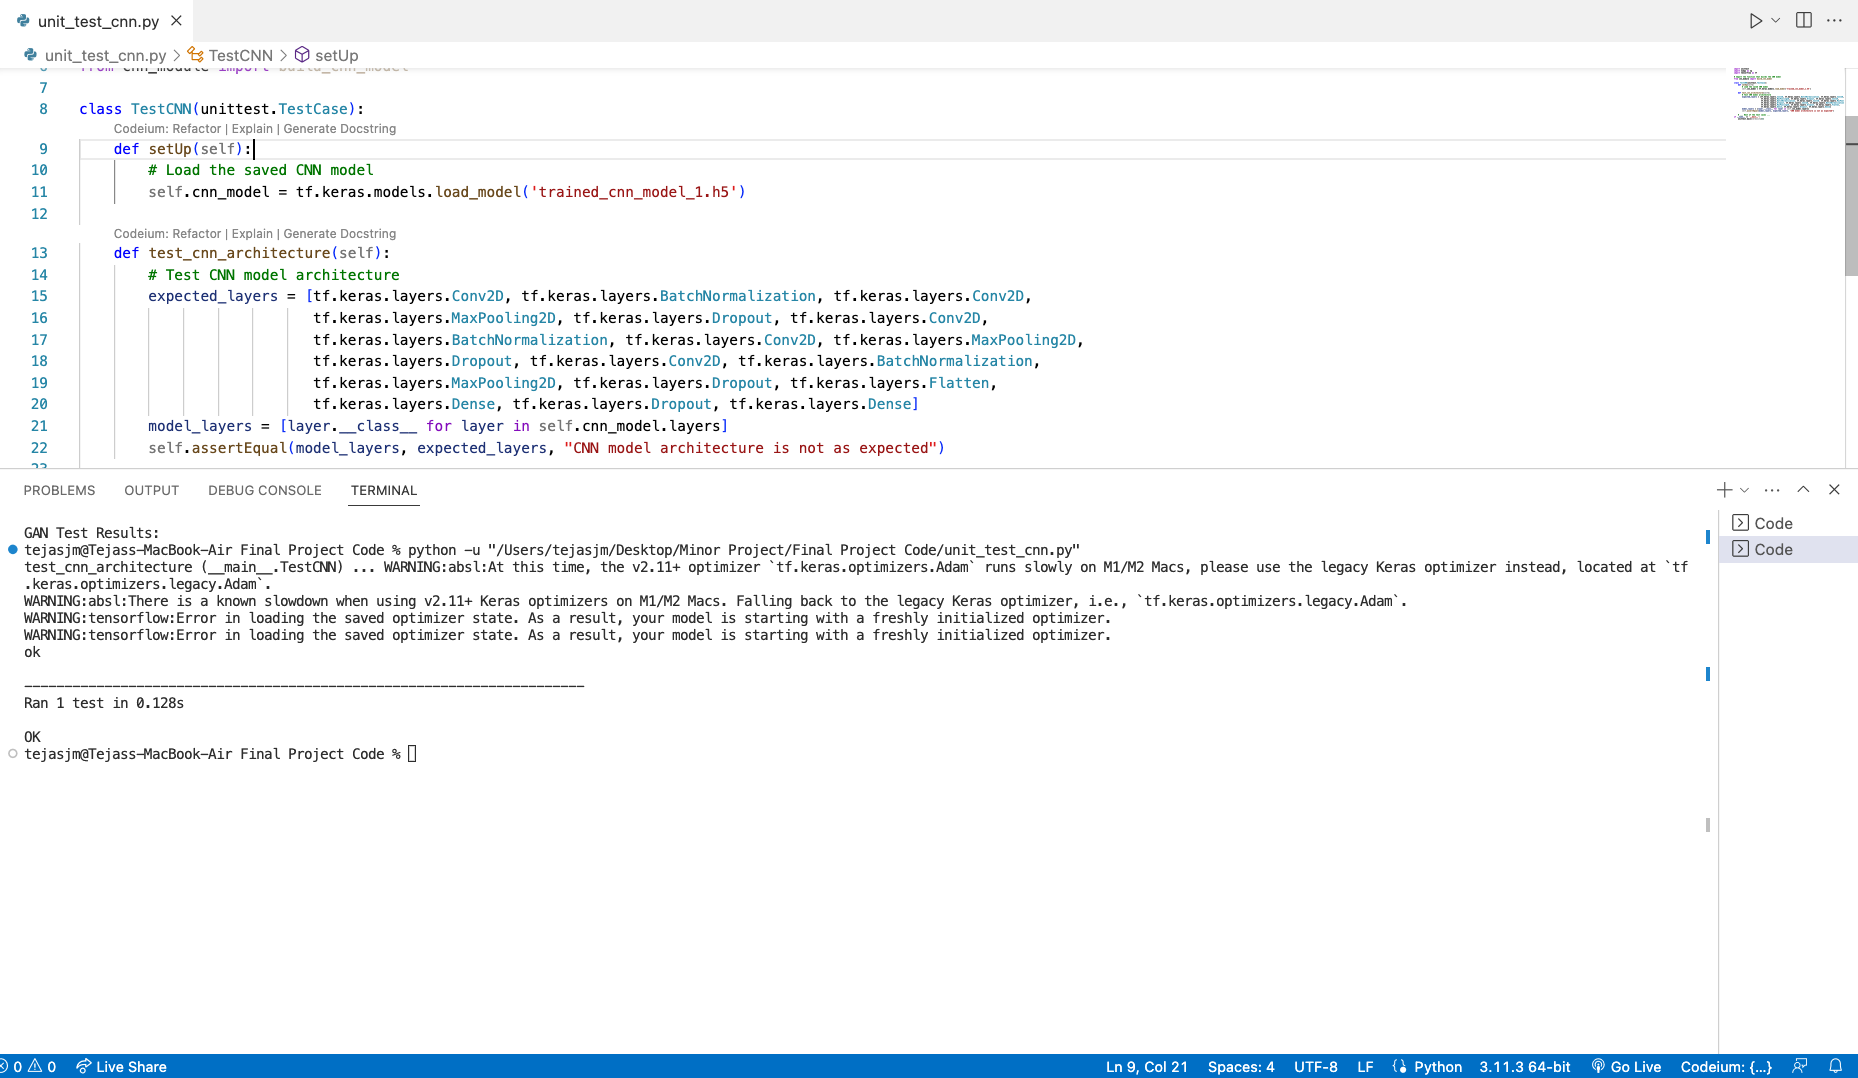 unit_test_cnn.py
unit_test_cnn.py > TestCNN > setUp
6 from cnn_module import build_cnn_model
7
8 class TestCNN(unittest.TestCase):
Codeium: Refactor | Explain | Generate Docstring
9 def setUp(self):
10 # Load the saved CNN model
11 self.cnn_model = tf.keras.models.load_model('trained_cnn_model_1.h5')
12
Codeium: Refactor | Explain | Generate Docstring
13 def test_cnn_architecture(self):
14 # Test CNN model architecture
15 expected_layers = [tf.keras.layers.Conv2D, tf.keras.layers.BatchNormalization, tf.keras.layers.Conv2D,
16 tf.keras.layers.MaxPooling2D, tf.keras.layers.Dropout, tf.keras.layers.Conv2D,
17 tf.keras.layers.BatchNormalization, tf.keras.layers.Conv2D, tf.keras.layers.MaxPooling2D,
18 tf.keras.layers.Dropout, tf.keras.layers.Conv2D, tf.keras.layers.BatchNormalization,
19 tf.keras.layers.MaxPooling2D, tf.keras.layers.Dropout, tf.keras.layers.Flatten,
20 tf.keras.layers.Dense, tf.keras.layers.Dropout, tf.keras.layers.Dense]
21 model_layers = [layer.__class__ for layer in self.cnn_model.layers]
22 self.assertEqual(model_layers, expected_layers, "CNN model architecture is not as expected")
23
PROBLEMS OUTPUT DEBUG CONSOLE TERMINAL
Code
Code
GAN Test Results:
tejasjm@Tejass-MacBook-Air Final Project Code % python -u "/Users/tejasjm/Desktop/Minor Project/Final Project Code/unit_test_cnn.py"
test_cnn_architecture (__main__.TestCNN) ... WARNING:absl:At this time, the v2.11+ optimizer `tf.keras.optimizers.Adam` runs slowly on M1/M2 Macs, please use the legacy Keras optimizer instead, located at `tf
.keras.optimizers.legacy.Adam`.
WARNING:absl:There is a known slowdown when using v2.11+ Keras optimizers on M1/M2 Macs. Falling back to the legacy Keras optimizer, i.e., `tf.keras.optimizers.legacy.Adam`.
WARNING:tensorflow:Error in loading the saved optimizer state. As a result, your model is starting with a freshly initialized optimizer.
WARNING:tensorflow:Error in loading the saved optimizer state. As a result, your model is starting with a freshly initialized optimizer.
ok
----------------------------------------------------------------------
Ran 1 test in 0.128s
OK
tejasjm@Tejass-MacBook-Air Final Project Code %
0 0 Live Share Ln 9, Col 21 Spaces: 4 UTF-8 LF Python 3.11.3 64-bit Go Live Codeium: {...}